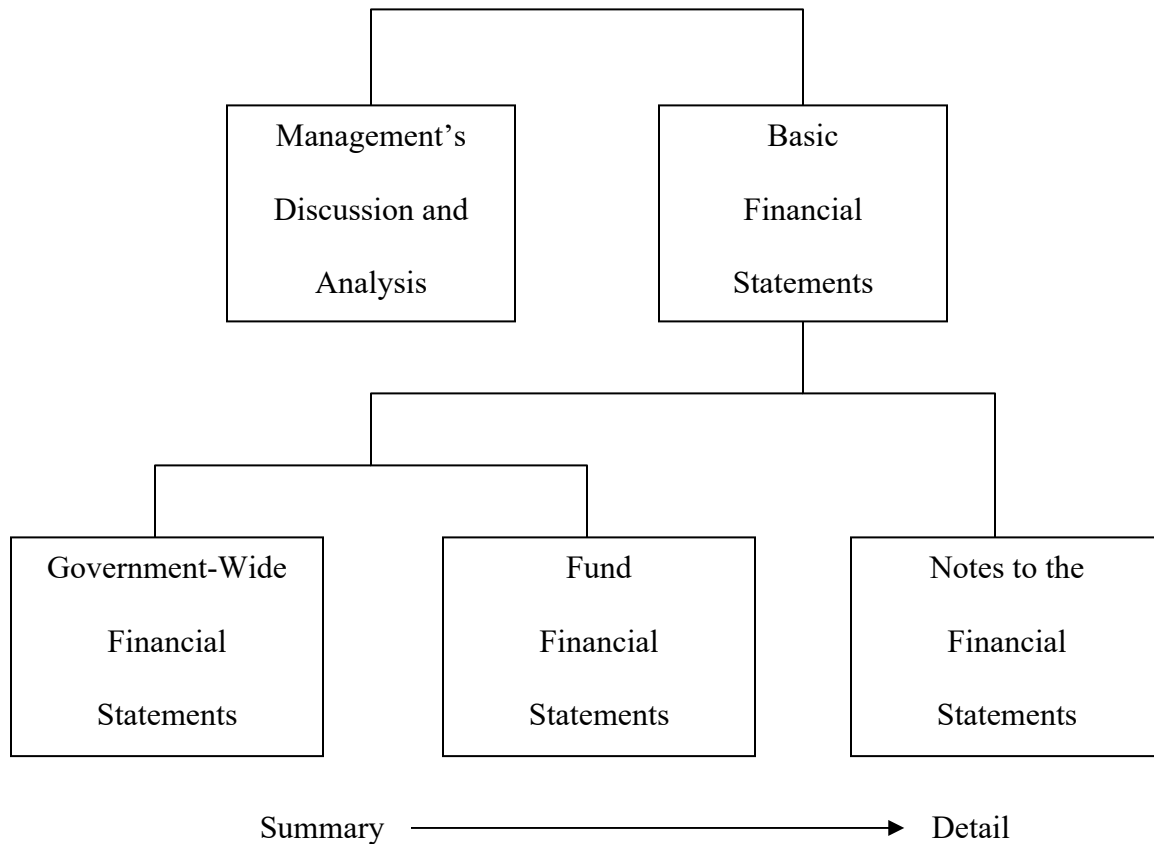 Management’s
Discussion and
Analysis
Basic
Financial
Statements
Government-Wide
Financial
Statements
Fund
Financial
Statements
Notes to the
Financial
Statements
Summary
Detail